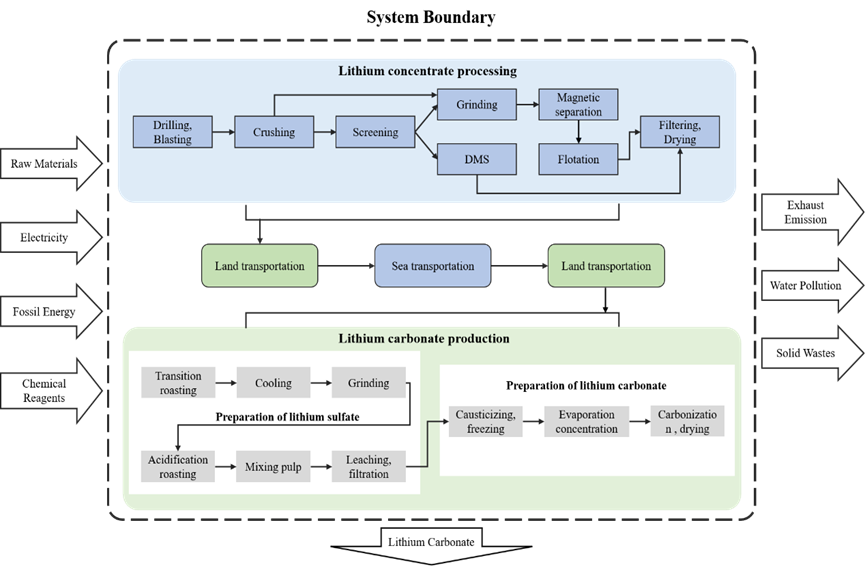 System Boundary
Lithium concentrate processing
Drilling,
Blasting
Crushing
Screening
Grinding
Magnetic
separation
DMS
Flotation
Filtering,
Drying
Raw Materials
Electricity
Fossil Energy
Chemical
Reagents
Land transportation
Sea transportation
Land transportation
Exhaust
Emission
Water Pollution
Solid Wastes
Lithium carbonate production
Transition
roasting
Cooling
Grinding
Preparation of lithium sulfate
Acidification
roasting
Mixing pulp
Leaching,
filtration
Preparation of lithium carbonate
Causticizing,
freezing
Evaporation
concentration
Carbonizatio
n , drying
Lithium Carbonate